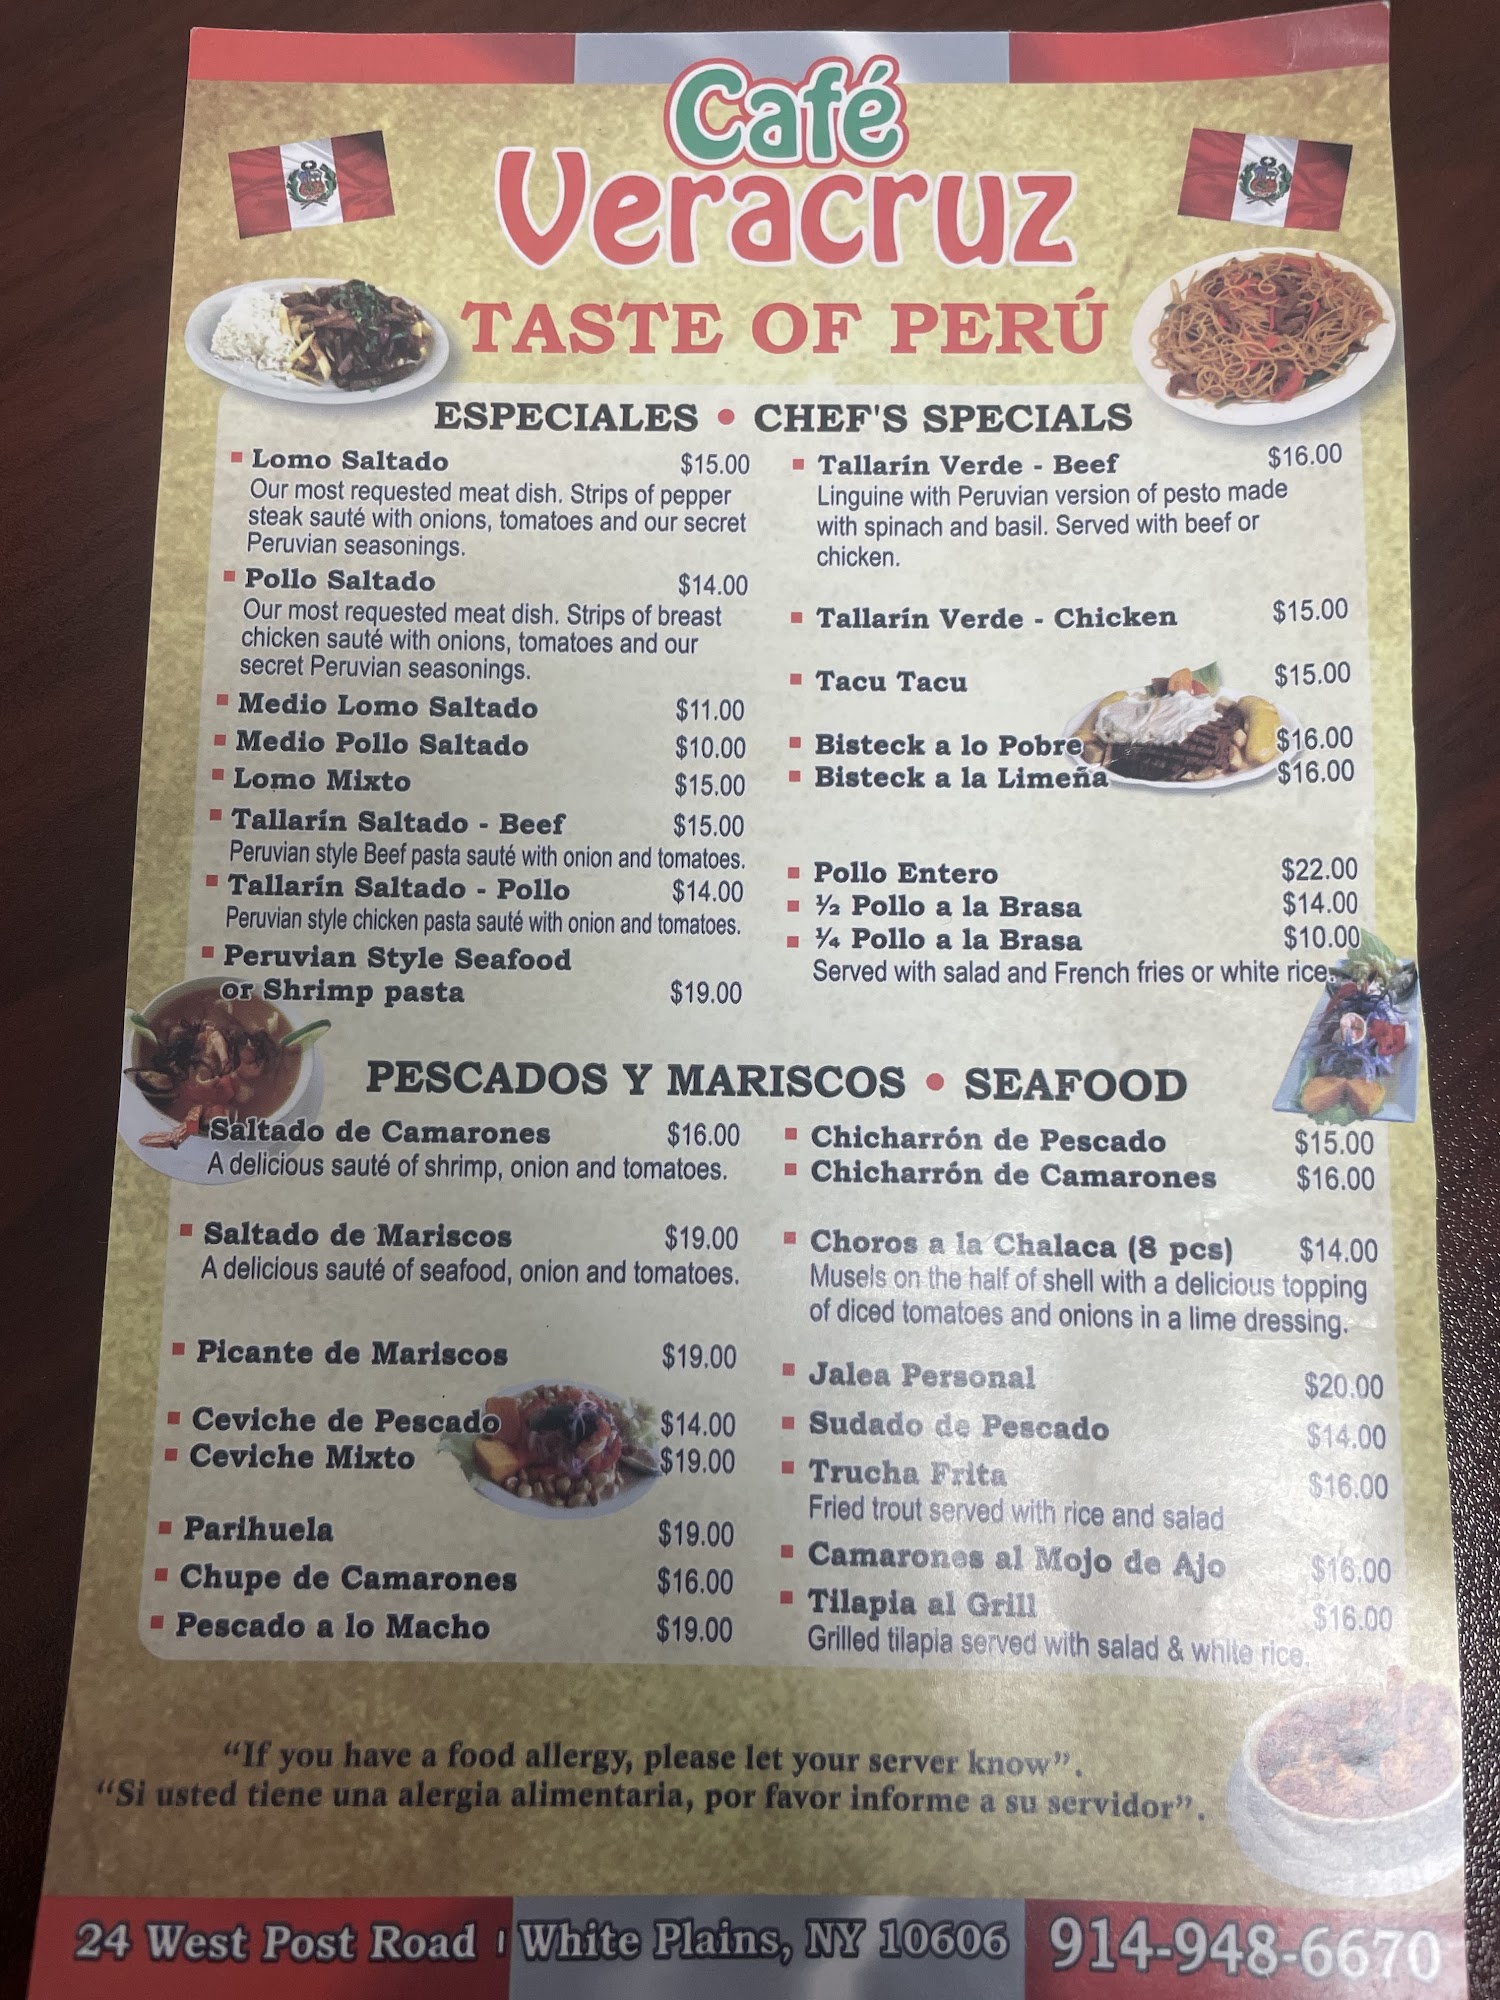 Café
Veracruz
TASTE OF PERÚ
ESPECIALES • CHEF'S SPECIALS
Lomo Saltado $15.00
Our most requested meat dish. Strips of pepper
steak sauté with onions, tomatoes and our secret
Peruvian seasonings.
Pollo Saltado $14.00
Our most requested meat dish. Strips of breast
chicken sauté with onions, tomatoes and our
secret Peruvian seasonings.
Medio Lomo Saltado $11.00
Medio Pollo Saltado $10.00
Lomo Mixto $15.00
Tallarín Saltado - Beef $15.00
Peruvian style Beef pasta sauté with onion and tomatoes.
Tallarín Saltado - Pollo $14.00
Peruvian style chicken pasta sauté with onion and tomatoes.
Peruvian Style Seafood
or Shrimp pasta $19.00
Tallarín Verde - Beef $16.00
Linguine with Peruvian version of pesto made
with spinach and basil. Served with beef or
chicken.
Tallarín Verde - Chicken $15.00
Tacu Tacu $15.00
Bisteck a lo Pobre $16.00
Bisteck a la Limeña $16.00
Pollo Entero $22.00
½ Pollo a la Brasa $14.00
¼ Pollo a la Brasa $10.00
Served with salad and French fries or white rice.
PESCADOS Y MARISCOS • SEAFOOD
Saltado de Camarones $16.00
A delicious sauté of shrimp, onion and tomatoes.
Saltado de Mariscos $19.00
A delicious sauté of seafood, onion and tomatoes.
Picante de Mariscos $19.00
Ceviche de Pescado $14.00
Ceviche Mixto $19.00
Parihuela $19.00
Chupe de Camarones $16.00
Pescado a lo Macho $19.00
Chicharrón de Pescado $15.00
Chicharrón de Camarones $16.00
Choros a la Chalaca (8 pcs) $14.00
Musels on the half of shell with a delicious topping
of diced tomatoes and onions in a lime dressing.
Jalea Personal $20.00
Sudado de Pescado $14.00
Trucha Frita $16.00
Fried trout served with rice and salad
Camarones al Mojo de Ajo $16.00
Tilapia al Grill $16.00
Grilled tilapia served with salad & white rice.
“If you have a food allergy, please let your server know”.
“Si usted tiene una alergia alimentaria, por favor informe a su servidor”.
24 West Post Road | White Plains, NY 10606 914-948-6670